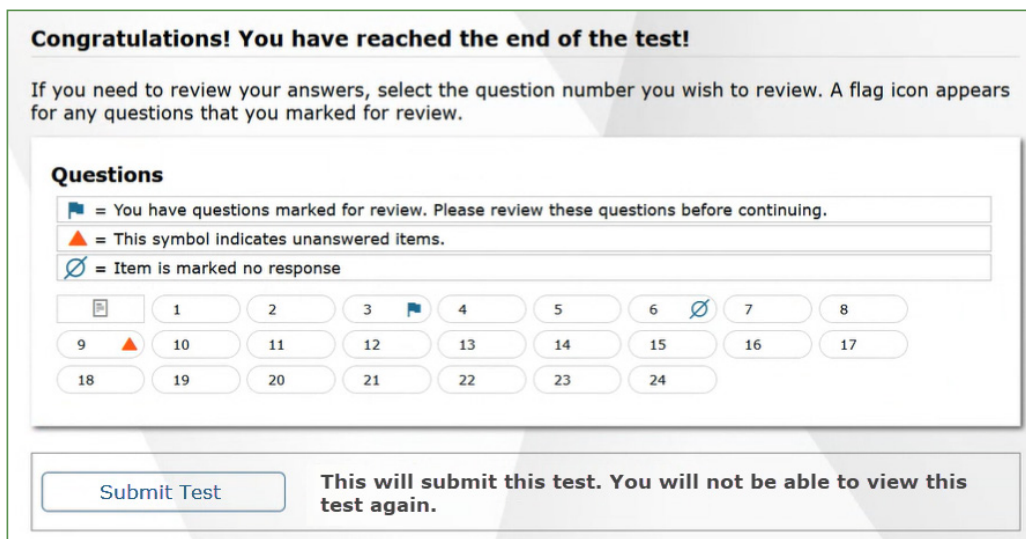 Congratulations! You have reached the end of the test!
If you need to review your answers, select the question number you wish to review. A flag icon appears
for any questions that you marked for review.
Questions
= You have questions marked for review. Please review these questions before continuing.
= This symbol indicates unanswered items.
= Item is marked no response
1 2 3 4 5 6 7 8
9 10 11 12 13 14 15 16 17
18 19 20 21 22 23 24
Submit Test
This will submit this test. You will not be able to view this
test again.